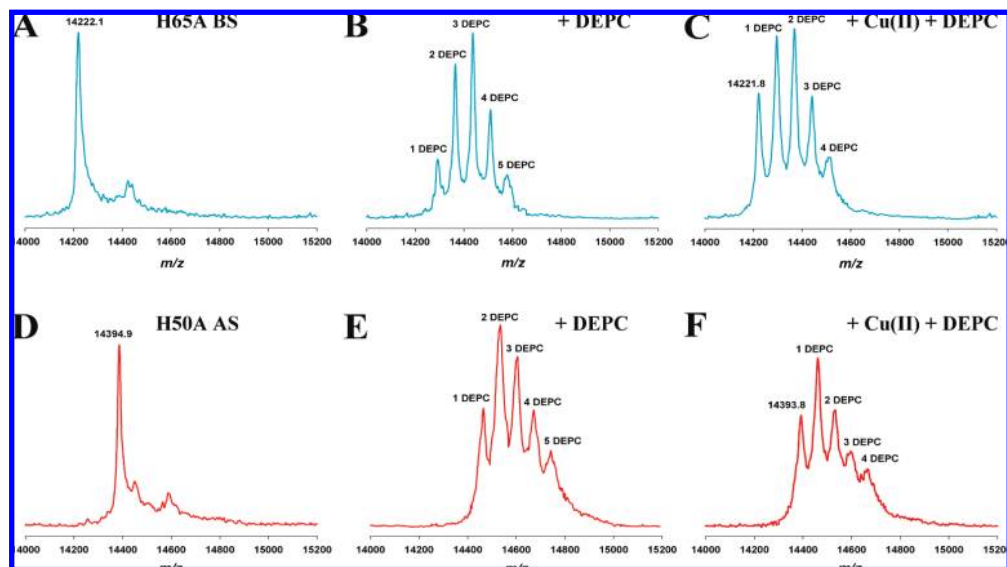 A
H65A BS
14222.1
14000 14200 14400 14600 14800 15000 15200
m/z
B
+ DEPC
1 DEPC
2 DEPC
3 DEPC
4 DEPC
5 DEPC
14000 14200 14400 14600 14800 15000 15200
m/z
C
+ Cu(II) + DEPC
14221.8
1 DEPC
2 DEPC
3 DEPC
4 DEPC
14000 14200 14400 14600 14800 15000 15200
m/z
D
H50A AS
14394.9
14000 14200 14400 14600 14800 15000 15200
m/z
E
+ DEPC
1 DEPC
2 DEPC
3 DEPC
4 DEPC
5 DEPC
14000 14200 14400 14600 14800 15000 15200
m/z
F
+ Cu(II) + DEPC
14393.8
1 DEPC
2 DEPC
3 DEPC
4 DEPC
14000 14200 14400 14600 14800 15000 15200
m/z